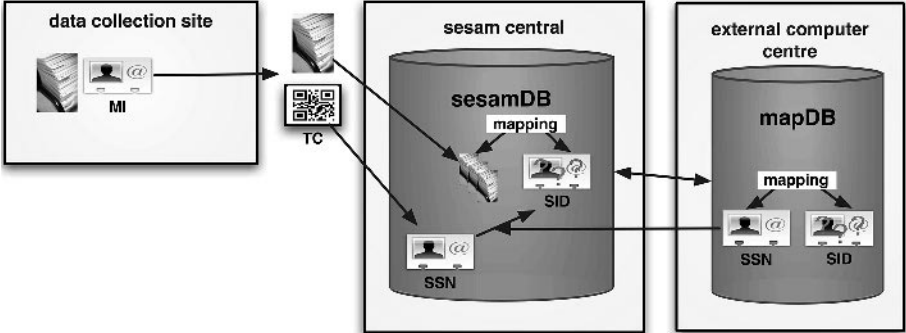 data collection site
MI
TC
sesam central
sesamDB
mapping
SID
SSN
external computer
centre
mapDB
mapping
SSN
SID